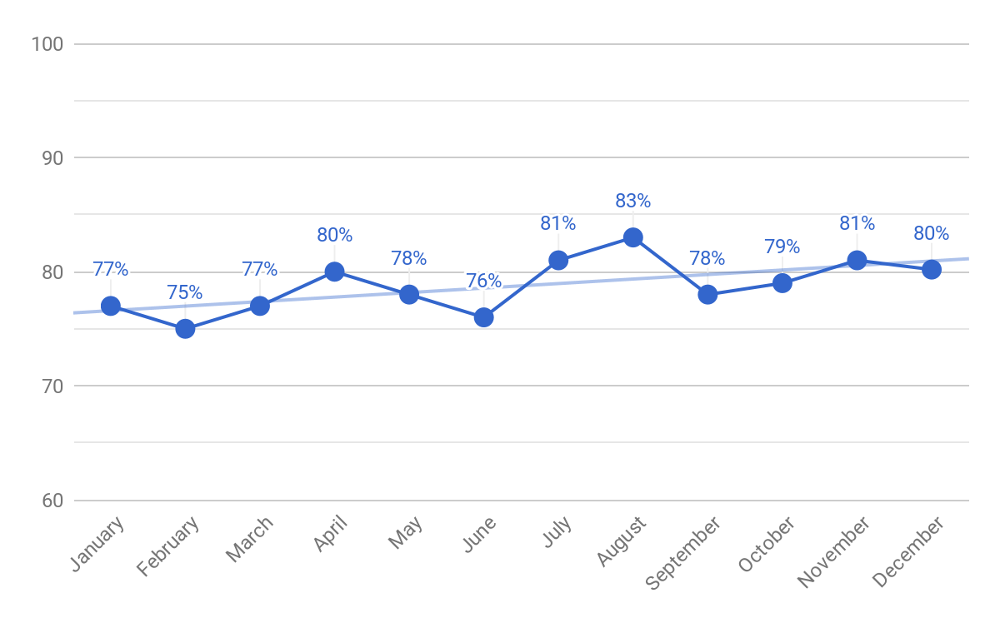 100
90
80
70
60
77%
75%
77%
80%
78%
76%
81%
83%
78%
79%
81%
80%
January
February
March
April
May
June
July
August
September
October
November
December